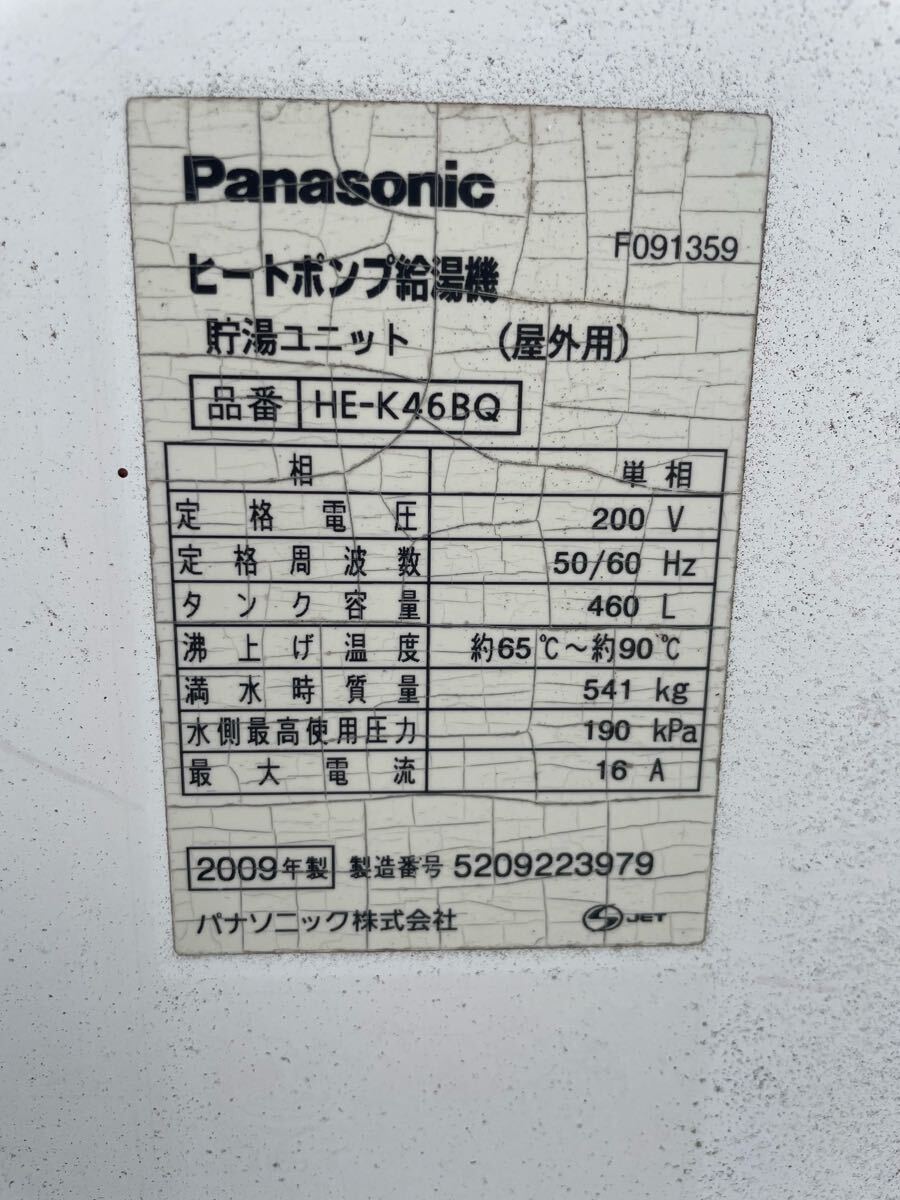 Panasonic
F091359
ヒートポンプ給湯機
貯湯ユニット (屋外用)
品番 HE-K46BQ
相 単相
定格電圧 200 V
定格周波数 50/60 Hz
タンク容量 460 L
沸上げ温度 約65℃～約90℃
満水時質量 541 kg
水側最高使用圧力 190 kPa
最大電流 16 A
2009年製 製造番号 5209223979
パナソニック株式会社 JET